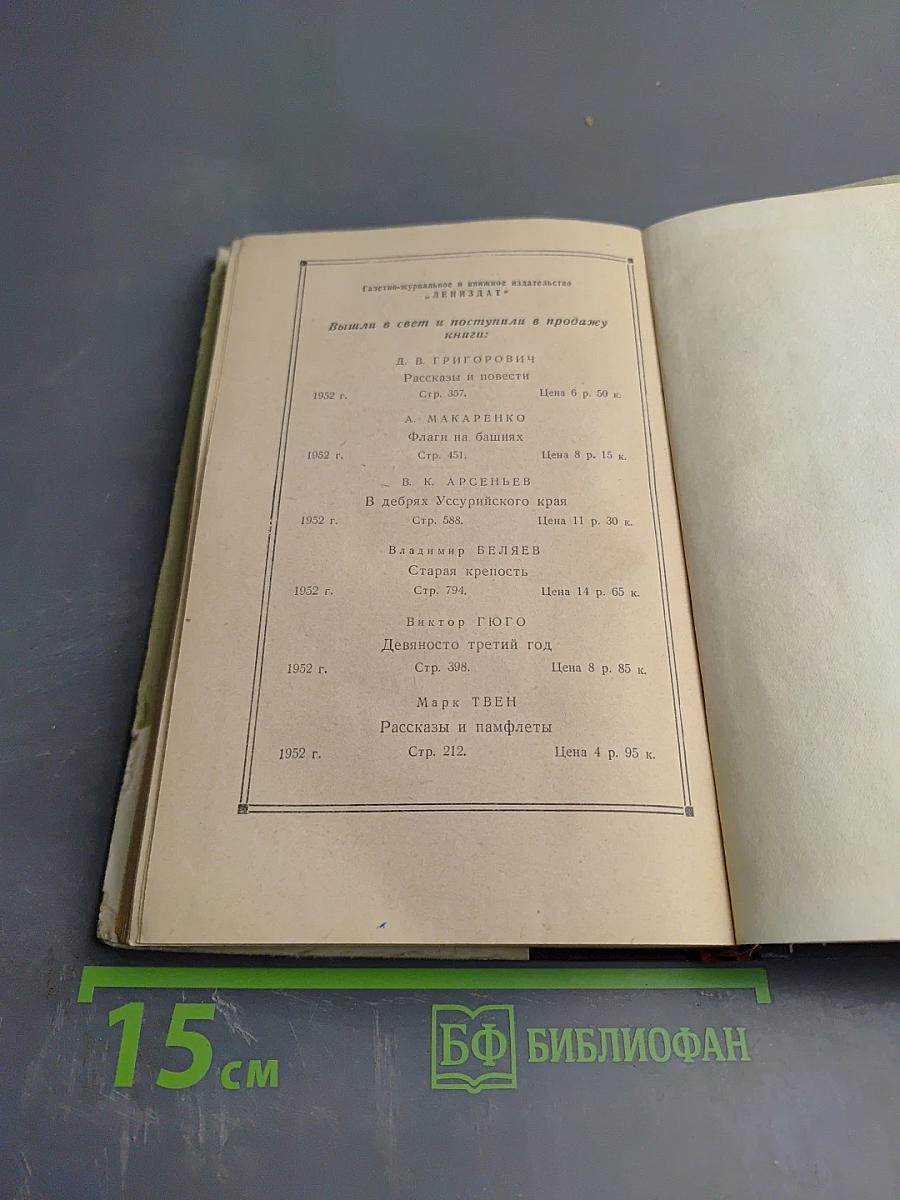 Газетно-журнальное и книжное издательство
„ЛЕНИЗДАТ"
Вышли в свет и поступили в продажу
книги:
Д. В. ГРИГОРОВИЧ
Рассказы и повести
1952 г. Стр. 357. Цена 6 р. 50 к.
А. МАКАРЕНКО
Флаги на башнях
1952 г. Стр. 451. Цена 8 р. 15 к.
В. К. АРСЕНЬЕВ
В дебрях Уссурийского края
1952 г. Стр. 588. Цена 11 р. 30 к.
Владимир БЕЛЯЕВ
Старая крепость
1952 г. Стр. 794. Цена 14 р. 65 к.
Виктор ГЮГО
Девяносто третий год
1952 г. Стр. 398. Цена 8 р. 85 к.
Марк ТВЕН
Рассказы и памфлеты
1952 г. Стр. 212. Цена 4 р. 95 к.
15 см
БФ БИБЛИОФАН